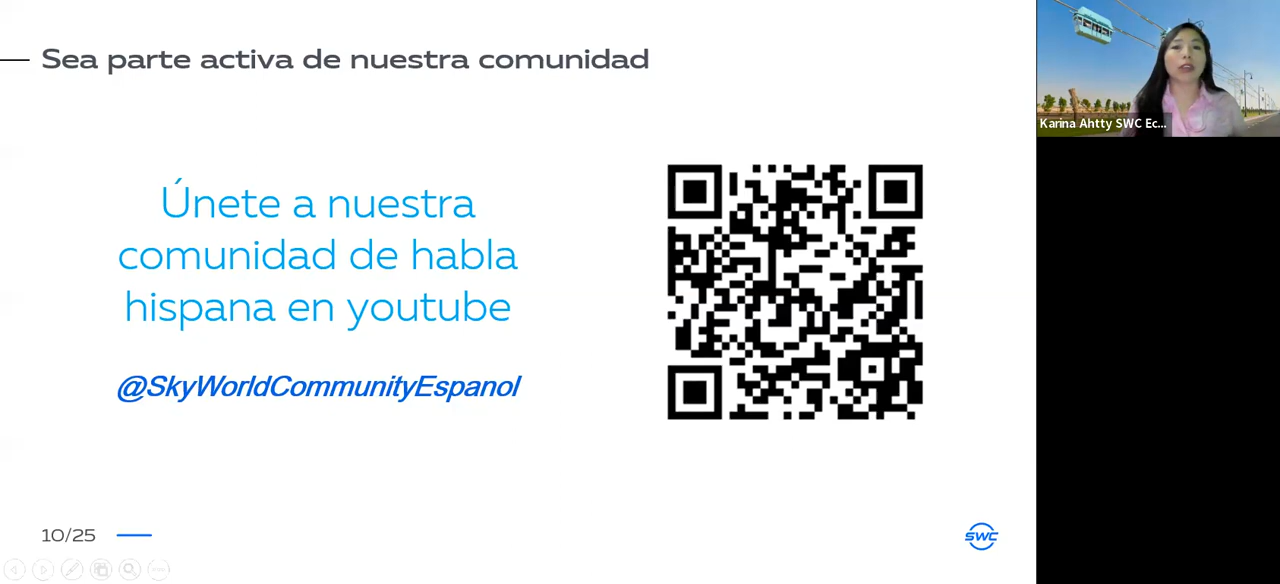 Sea parte activa de nuestra comunidad
Únete a nuestra
comunidad de habla
hispana en youtube
@SkyWorldCommunityEspanol
10/25
SWC
Karina Ahtty SWC Ec...